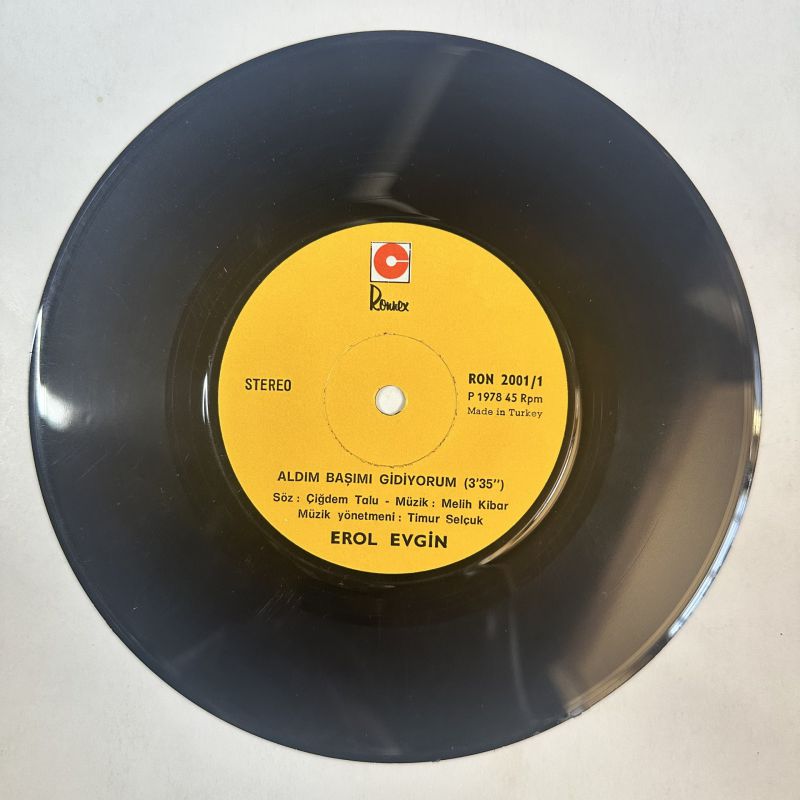 Ronnex
STEREO
RON 2001/1
P 1978 45 Rpm
Made in Turkey
ALDIM BAŞIMI GİDİYORUM (3'35")
Söz : Çiğdem Talu - Müzik : Melih Kibar
Müzik yönetmeni : Timur Selçuk
EROL EVGİN